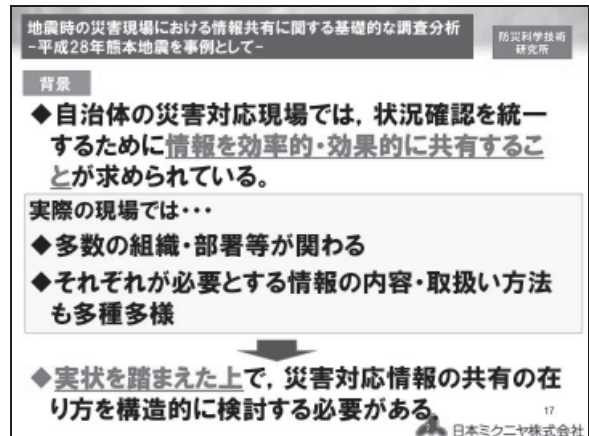 地震時の災害現場における情報共有に関する基礎的な調査分析
-平成28年熊本地震を事例として-
防災科学技術
研究所
背景
◆自治体の災害対応現場では,状況確認を統一
するために情報を効率的・効果的に共有するこ
とが求められている。
実際の現場では・・・
◆多数の組織・部署等が関わる
◆それぞれが必要とする情報の内容・取扱い方法
も多種多様
◆実状を踏まえた上で,災害対応情報の共有の在
り方を構造的に検討する必要がある
17
日本ミクニヤ株式会社